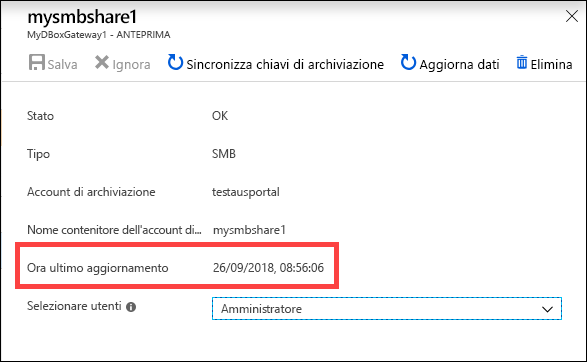 mysmbshare1
MyDBoxGateway1 - ANTEPRIMA
Salva Ignora Sincronizza chiavi di archiviazione Aggiorna dati Elimina
Stato OK
Tipo SMB
Account di archiviazione testausportal
Nome contenitore dell'account di... mysmbshare1
Ora ultimo aggiornamento 26/09/2018, 08:56:06
Selezionare utenti Amministratore